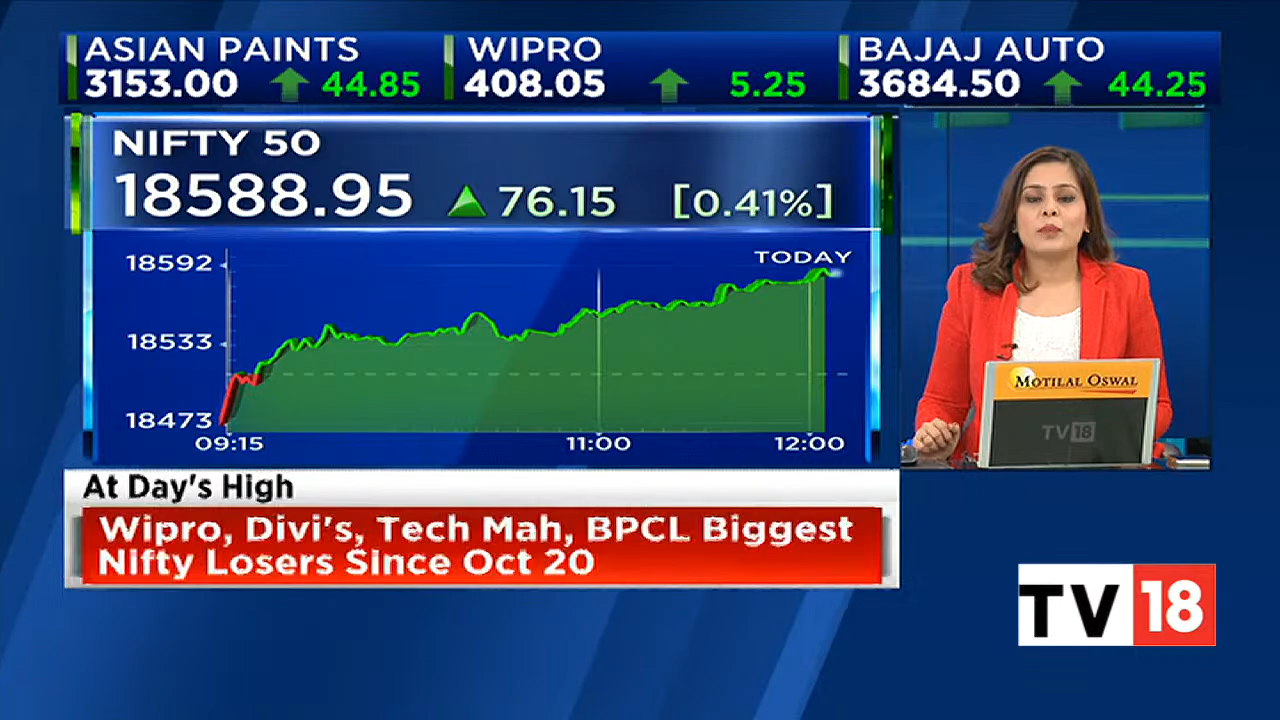 ASIAN PAINTS
3153.00 44.85
WIPRO
408.05 5.25
BAJAJ AUTO
3684.50 44.25
NIFTY 50
18588.95 76.15 [0.41%]
TODAY
18592
18533
18473
09:15 11:00 12:00
MOTILAL OSWAL
TV18
At Day's High
Wipro, Divi's, Tech Mah, BPCL Biggest
Nifty Losers Since Oct 20
TV18